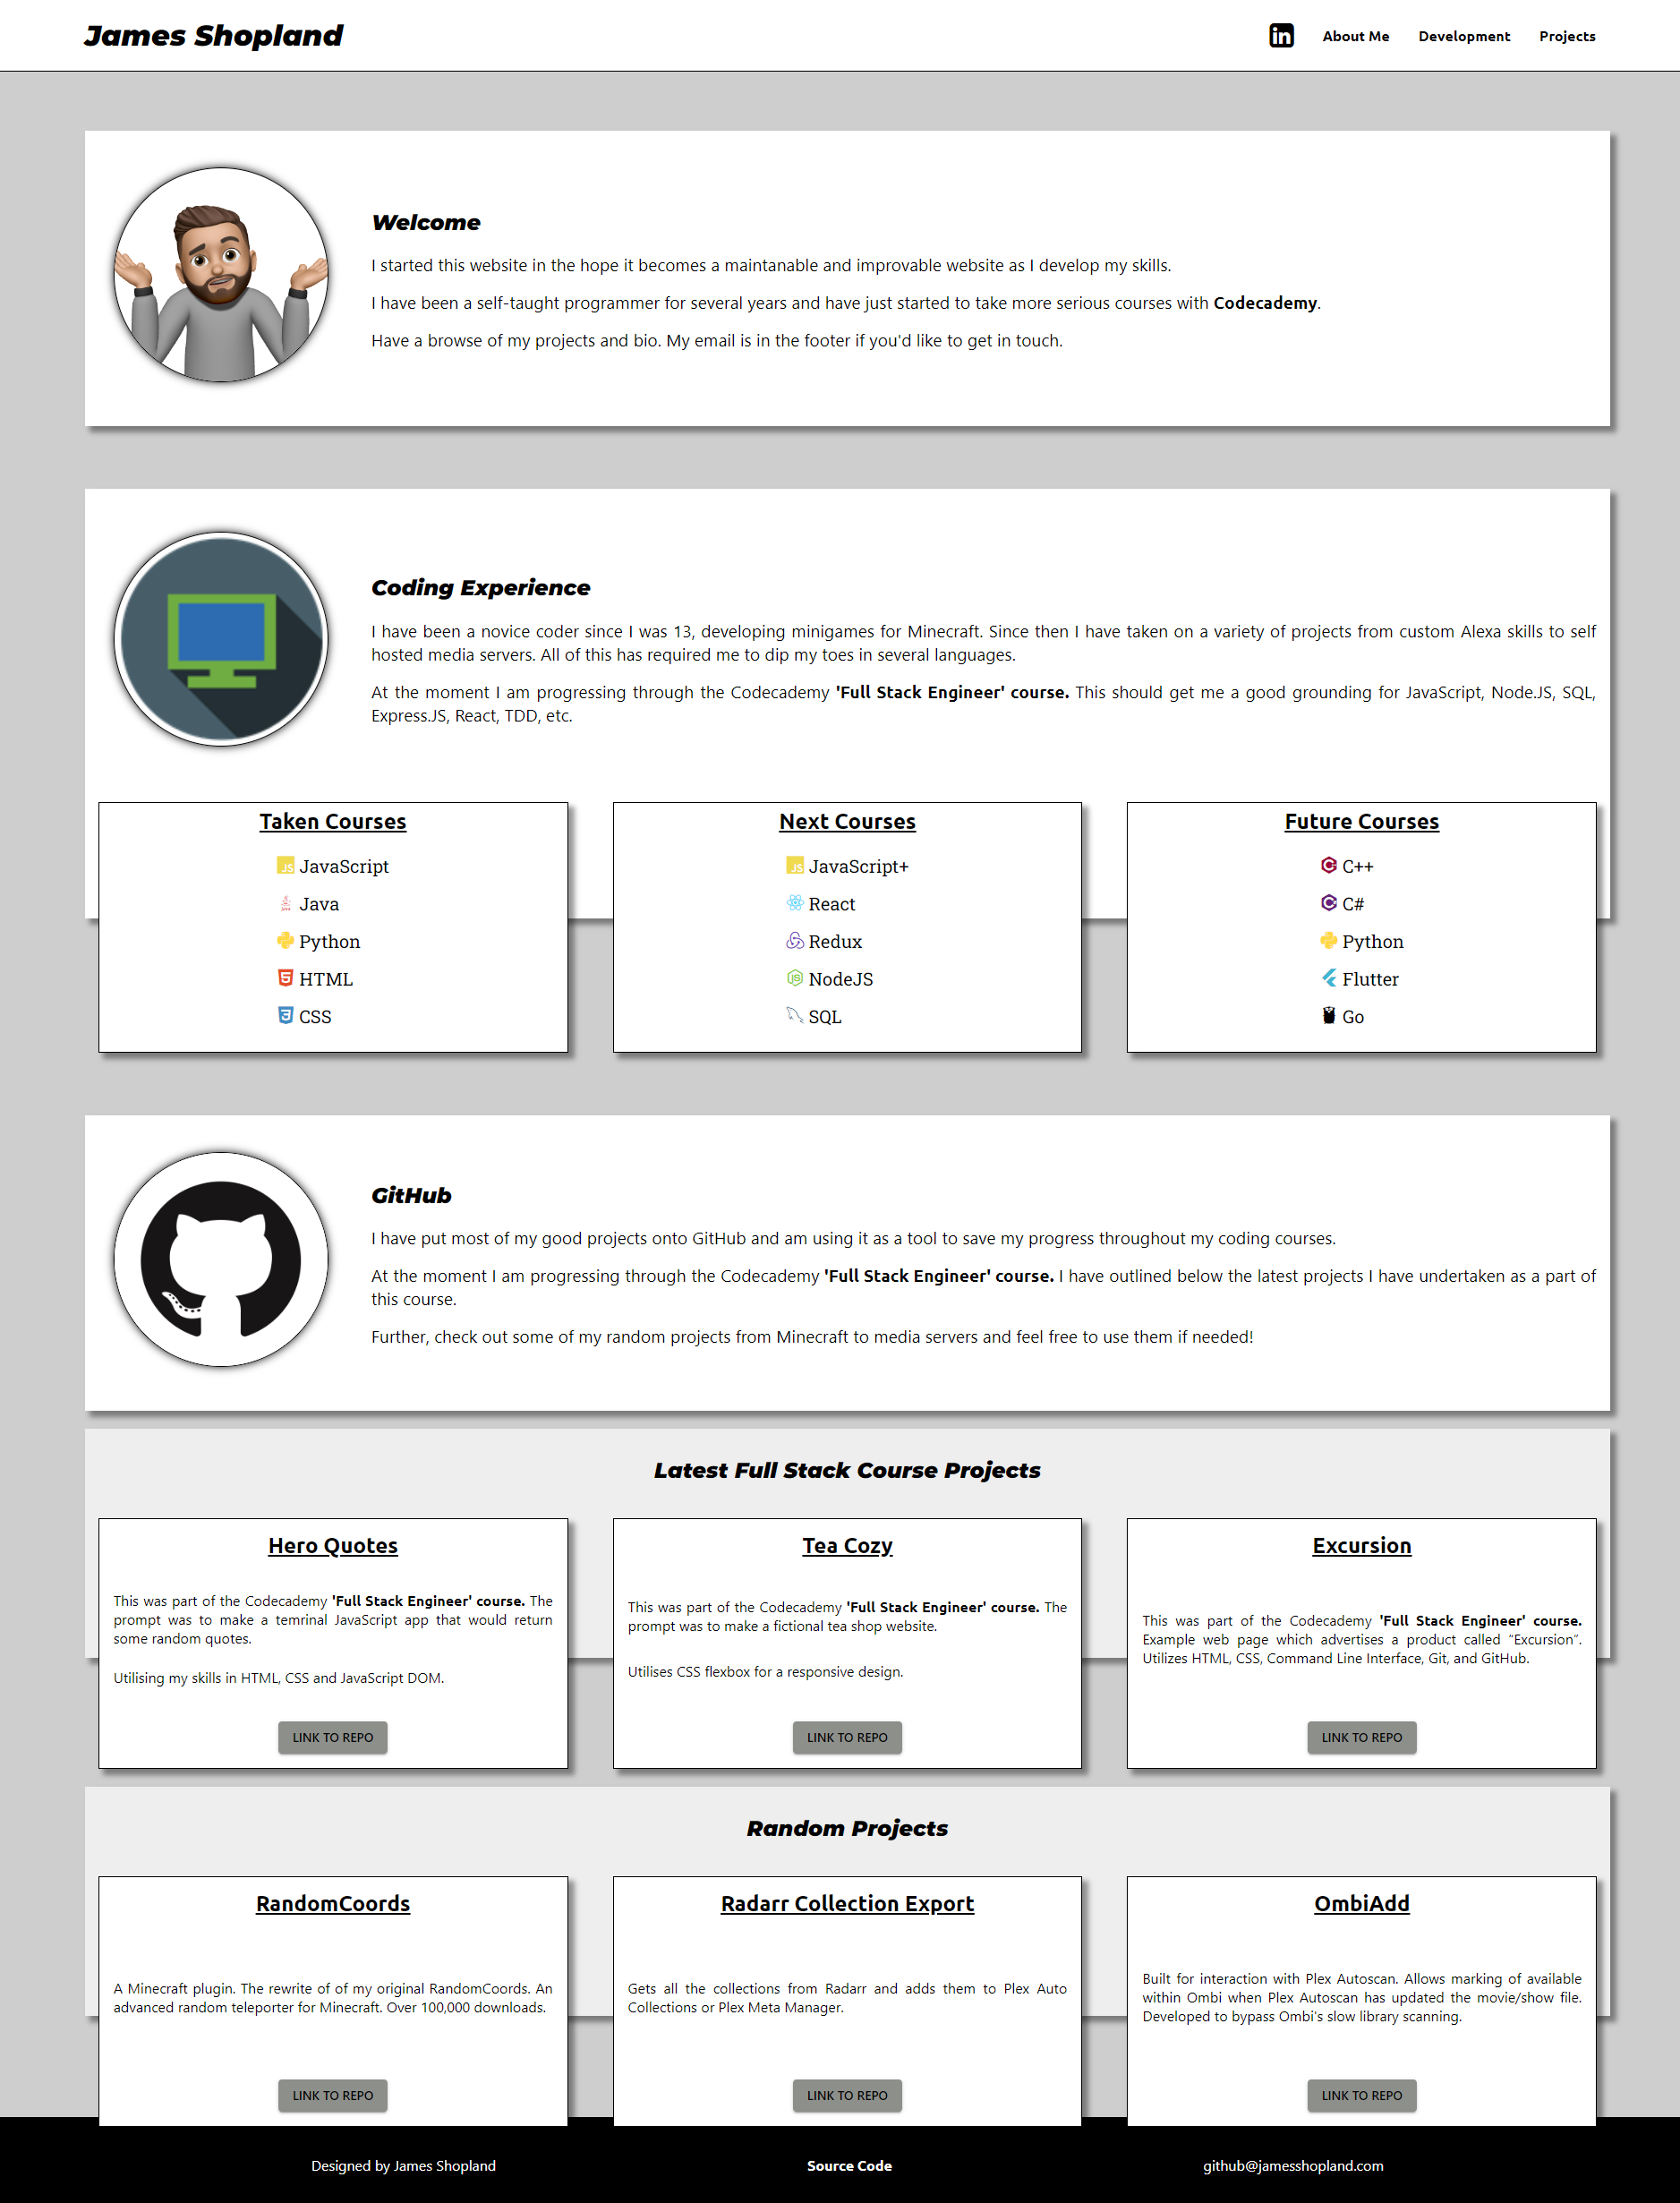 James Shopland
in
About Me
Development
Projects
Welcome
I started this website in the hope it becomes a maintanable and improvable website as I develop my skills.
I have been a self-taught programmer for several years and have just started to take more serious courses with Codecademy.
Have a browse of my projects and bio. My email is in the footer if you'd like to get in touch.
Coding Experience
I have been a novice coder since I was 13, developing minigames for Minecraft. Since then I have taken on a variety of projects from custom Alexa skills to self
hosted media servers. All of this has required me to dip my toes in several languages.
At the moment I am progressing through the Codecademy 'Full Stack Engineer' course. This should get me a good grounding for JavaScript, Node.JS, SQL,
Express.JS, React, TDD, etc.
Taken Courses
JS JavaScript
Java
Python
HTML
CSS
Next Courses
JS JavaScript+
React
Redux
NodeJS
SQL
Future Courses
C++
C#
Python
Flutter
Go
GitHub
I have put most of my good projects onto GitHub and am using it as a tool to save my progress throughout my coding courses.
At the moment I am progressing through the Codecademy 'Full Stack Engineer' course. I have outlined below the latest projects I have undertaken as a part of
this course.
Further, check out some of my random projects from Minecraft to media servers and feel free to use them if needed!
Latest Full Stack Course Projects
Hero Quotes
This was part of the Codecademy 'Full Stack Engineer' course. The
prompt was to make a temrinal JavaScript app that would return
some random quotes.
Utilising my skills in HTML, CSS and JavaScript DOM.
LINK TO REPO
Tea Cozy
This was part of the Codecademy 'Full Stack Engineer' course. The
prompt was to make a fictional tea shop website.
Utilises CSS flexbox for a responsive design.
LINK TO REPO
Excursion
This was part of the Codecademy 'Full Stack Engineer' course.
Example web page which advertises a product called “Excursion”.
Utilizes HTML, CSS, Command Line Interface, Git, and GitHub.
LINK TO REPO
Random Projects
RandomCoords
A Minecraft plugin. The rewrite of of my original RandomCoords. An
advanced random teleporter for Minecraft. Over 100,000 downloads.
LINK TO REPO
Radarr Collection Export
Gets all the collections from Radarr and adds them to Plex Auto
Collections or Plex Meta Manager.
LINK TO REPO
OmbiAdd
Built for interaction with Plex Autoscan. Allows marking of available
within Ombi when Plex Autoscan has updated the movie/show file.
Developed to bypass Ombi's slow library scanning.
LINK TO REPO
Designed by James Shopland
Source Code
github@jamesshopland.com